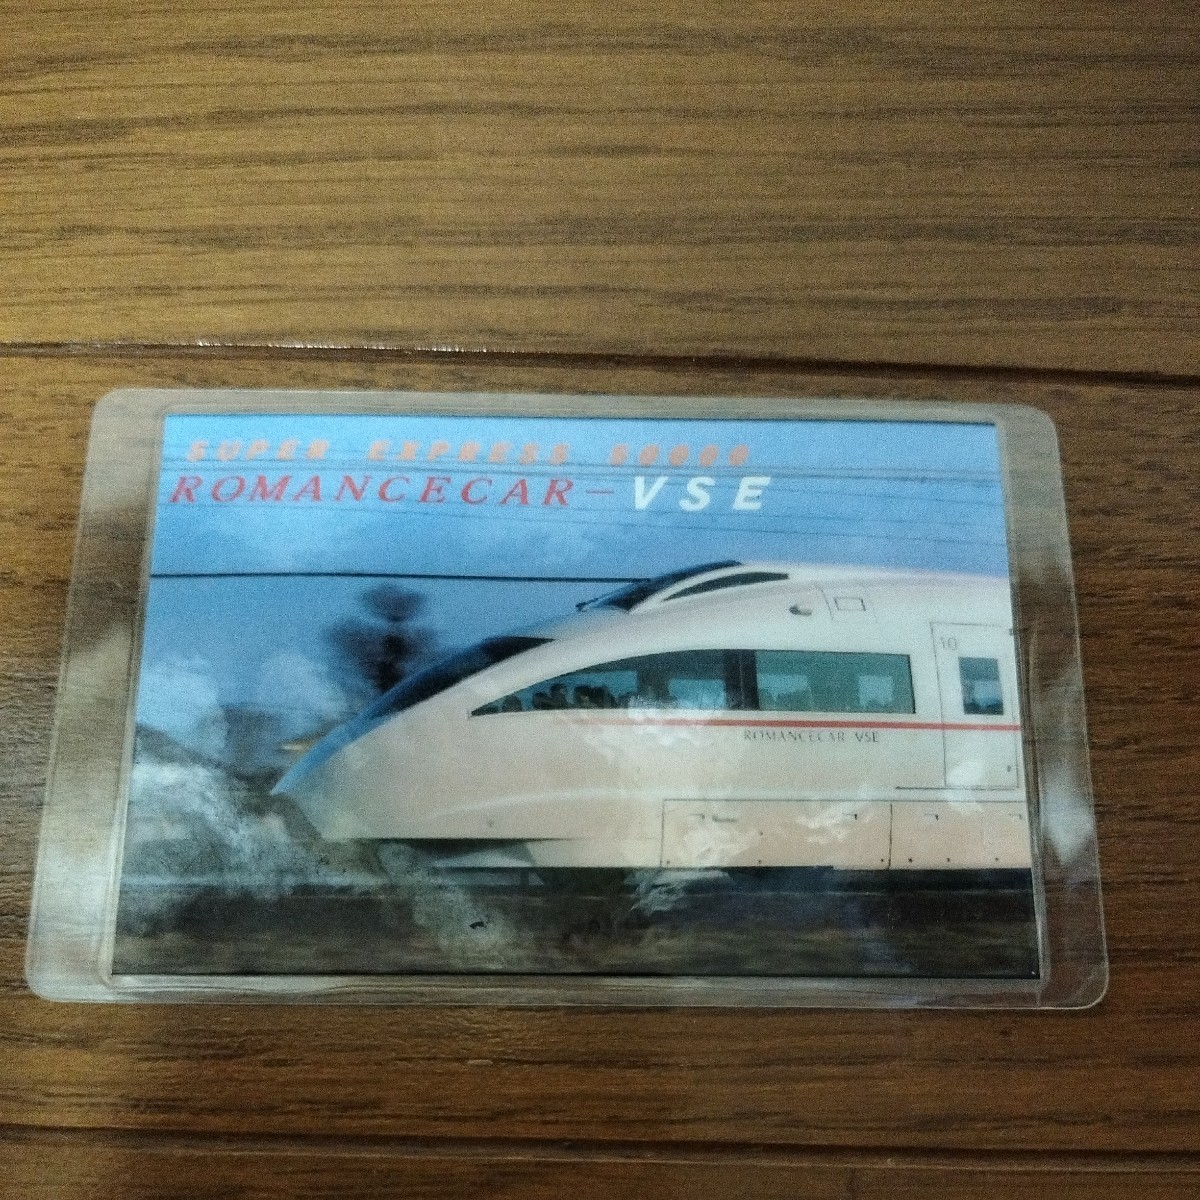 SUPER EXPRESS 50000
ROMANCECAR-VSE
10
ROMANCECAR VSE